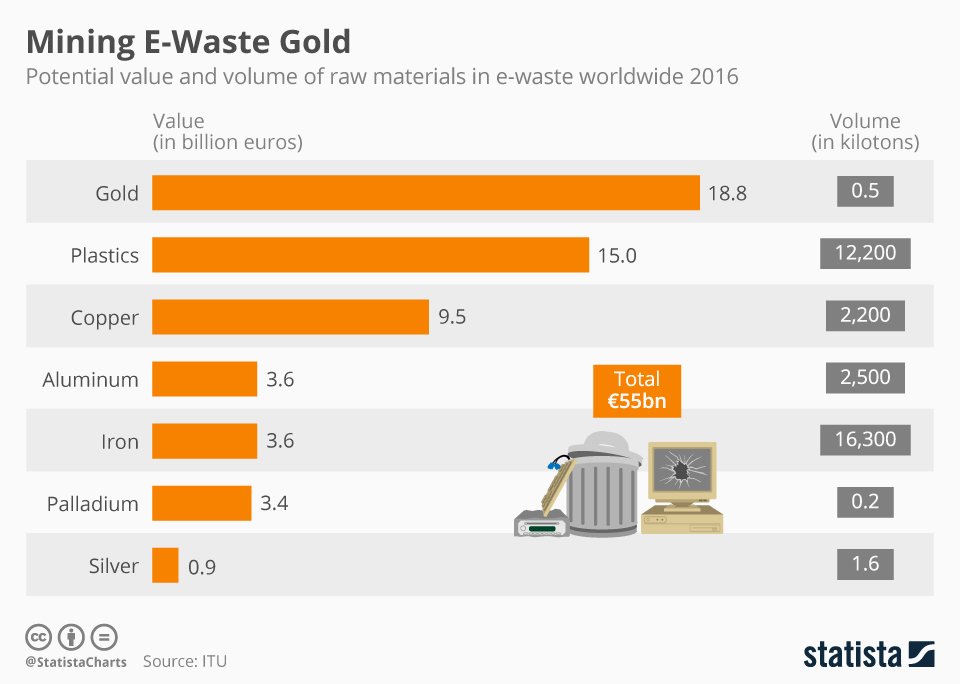 Mining E-Waste Gold
Potential value and volume of raw materials in e-waste worldwide 2016
Value
(in billion euros)
Volume
(in kilotons)
Gold 18.8 0.5
Plastics 15.0 12,200
Copper 9.5 2,200
Aluminum 3.6 2,500
Total
€55bn
Iron 3.6 16,300
Palladium 3.4 0.2
Silver 0.9 1.6
cc
@StatistaCharts Source: ITU
statista